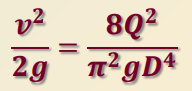 v²/2g = 8Q²/π²gD⁴